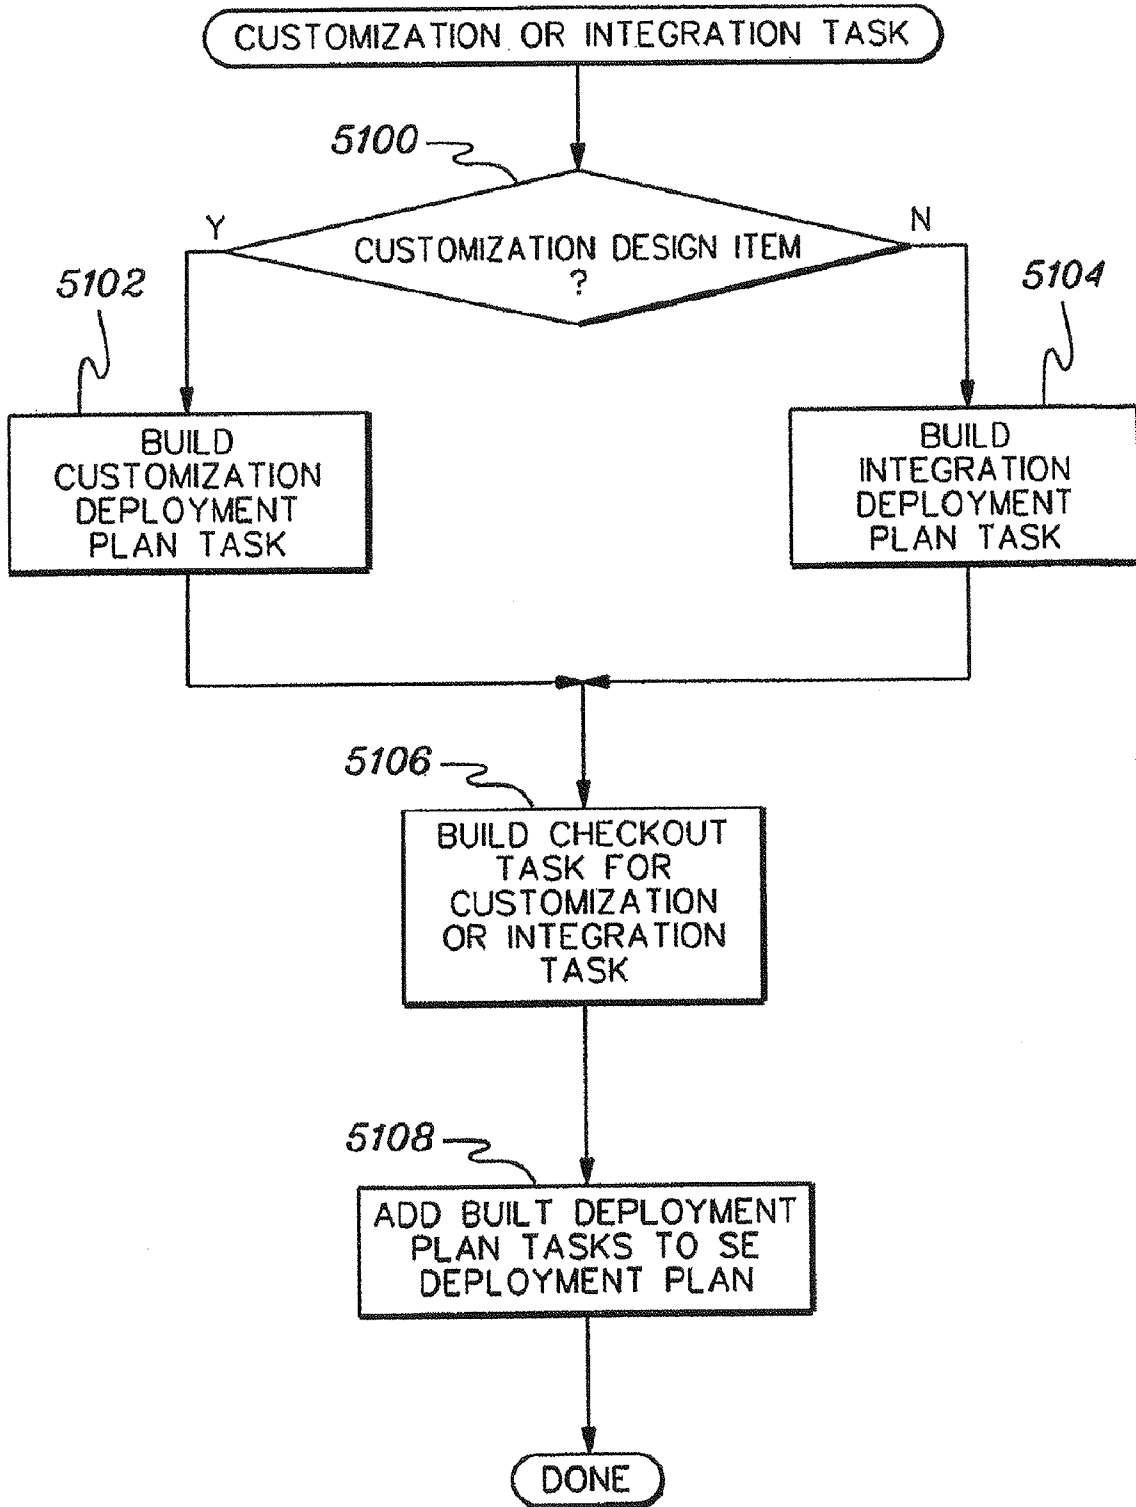 CUSTOMIZATION OR INTEGRATION TASK
5100
Y
N
CUSTOMIZATION DESIGN ITEM
?
5102
5104
BUILD
CUSTOMIZATION
DEPLOYMENT
PLAN TASK
BUILD
INTEGRATION
DEPLOYMENT
PLAN TASK
5106
BUILD CHECKOUT
TASK FOR
CUSTOMIZATION
OR INTEGRATION
TASK
5108
ADD BUILT DEPLOYMENT
PLAN TASKS TO SE
DEPLOYMENT PLAN
DONE